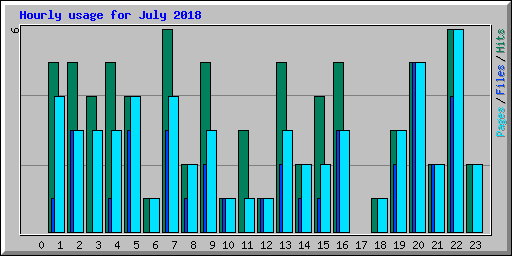 Hourly usage for July 2018
6
Pages / Files / Hits
0 1 2 3 4 5 6 7 8 9 10 11 12 13 14 15 16 17 18 19 20 21 22 23